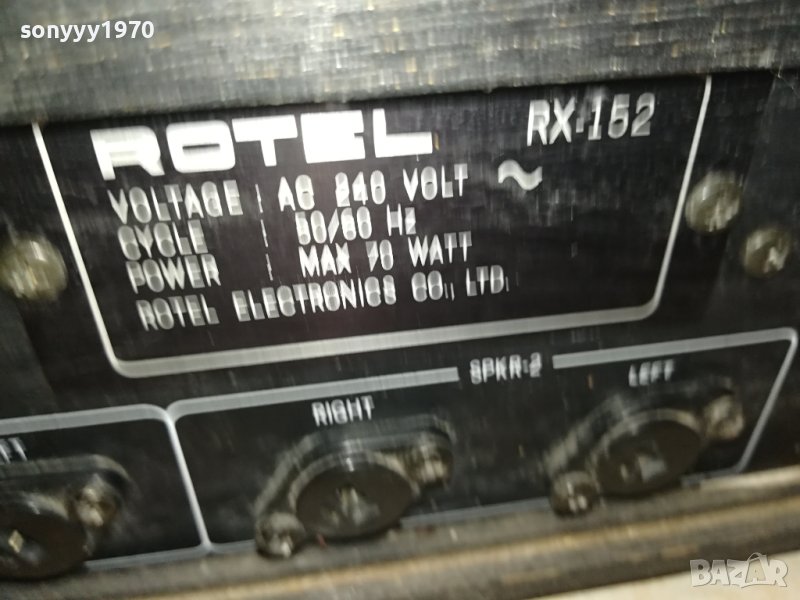 sonyyy1970
ROTEL RX-152
VOLTAGE : AC 240 VOLT ~
CYCLE : 50/60 Hz
POWER : MAX 70 WATT
ROTEL ELECTRONICS CO., LTD.
SPKR-2
RIGHT LEFT
BAZAR